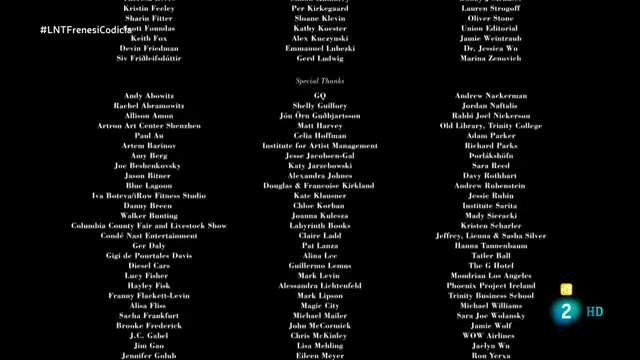 Kristin Feeley
Sharin Fitter
Scott Foundas
Keith Fox
Devin Friedman
Siv Friðleifsdóttir
Per Kirkegaard
Sloane Klevin
Kathy Koester
Alex Kuczynski
Emmanuel Lubezki
Gerd Ludwig
Lauren Strogoff
Oliver Stone
Union Editorial
Jamie Weintraub
Dr. Jessica Wu
Marina Zenovich
#LNTFrenesiCodicia
Special Thanks
Andy Abowitz
Rachel Abramowitz
Allison Amon
Artron Art Center Shenzhen
Paul Au
Artem Barinov
Amy Berg
Joe Beshenkovsky
Jason Bitner
Blue Lagoon
Iva Boteva/iRow Fitness Studio
Danny Breen
Walker Bunting
Columbia County Fair and Livestock Show
Condé Nast Entertainment
Ger Daly
Gigi de Pourtales Davis
Diesel Cars
Lucy Fisher
Hayley Fisk
Franny Flackett-Levin
Alisa Fliss
Sacha Frankfurt
Brooke Frederick
J.C. Gabel
Jim Gao
Jennifer Golub
GQ
Shelly Guillory
Jón Örn Guðbjartsson
Matt Harvey
Celia Hoffman
Institute for Artist Management
Jesse Jacobsen-Gal
Katy Jarzebowski
Alexandra Johnes
Douglas & Francoise Kirkland
Kate Klausner
Chloe Korban
Joanna Kulesza
Labyrinth Books
Claire Ladd
Pat Lanza
Alina Lee
Guillermo Lemus
Mark Levin
Alessandra Lichtenfeld
Mark Lipson
Magic City
Michael Mailer
John McCormick
Chris McKinley
Lisa Mehling
Eileen Meyer
Andrew Nackerman
Jordan Naftalis
Rabbi Joel Nickerson
Old Library, Trinity College
Adam Parker
Richard Parks
Þorlákshöfn
Sara Reed
Davy Rothbart
Andrew Rubenstein
Jessie Rubin
Institute Sarita
Mady Sieracki
Kristen Scharler
Jeffrey, Lienna & Sasha Silver
Hanna Tannenbaum
Tatler Ball
The G Hotel
Mondrian Los Angeles
Phoenix Project Ireland
Trinity Business School
Michael Williams
Sara Joe Wolansky
Jamie Wolf
WOW Airlines
Jaclyn Wu
Ron Yerxa
2 HD